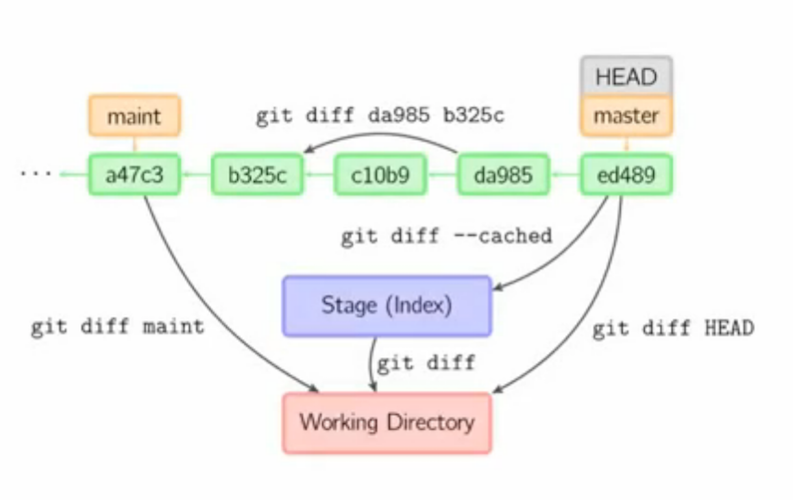 HEAD
maint
git diff da985 b325c
master
...
a47c3
b325c
c10b9
da985
ed489
git diff --cached
Stage (Index)
git diff maint
git diff HEAD
git diff
Working Directory